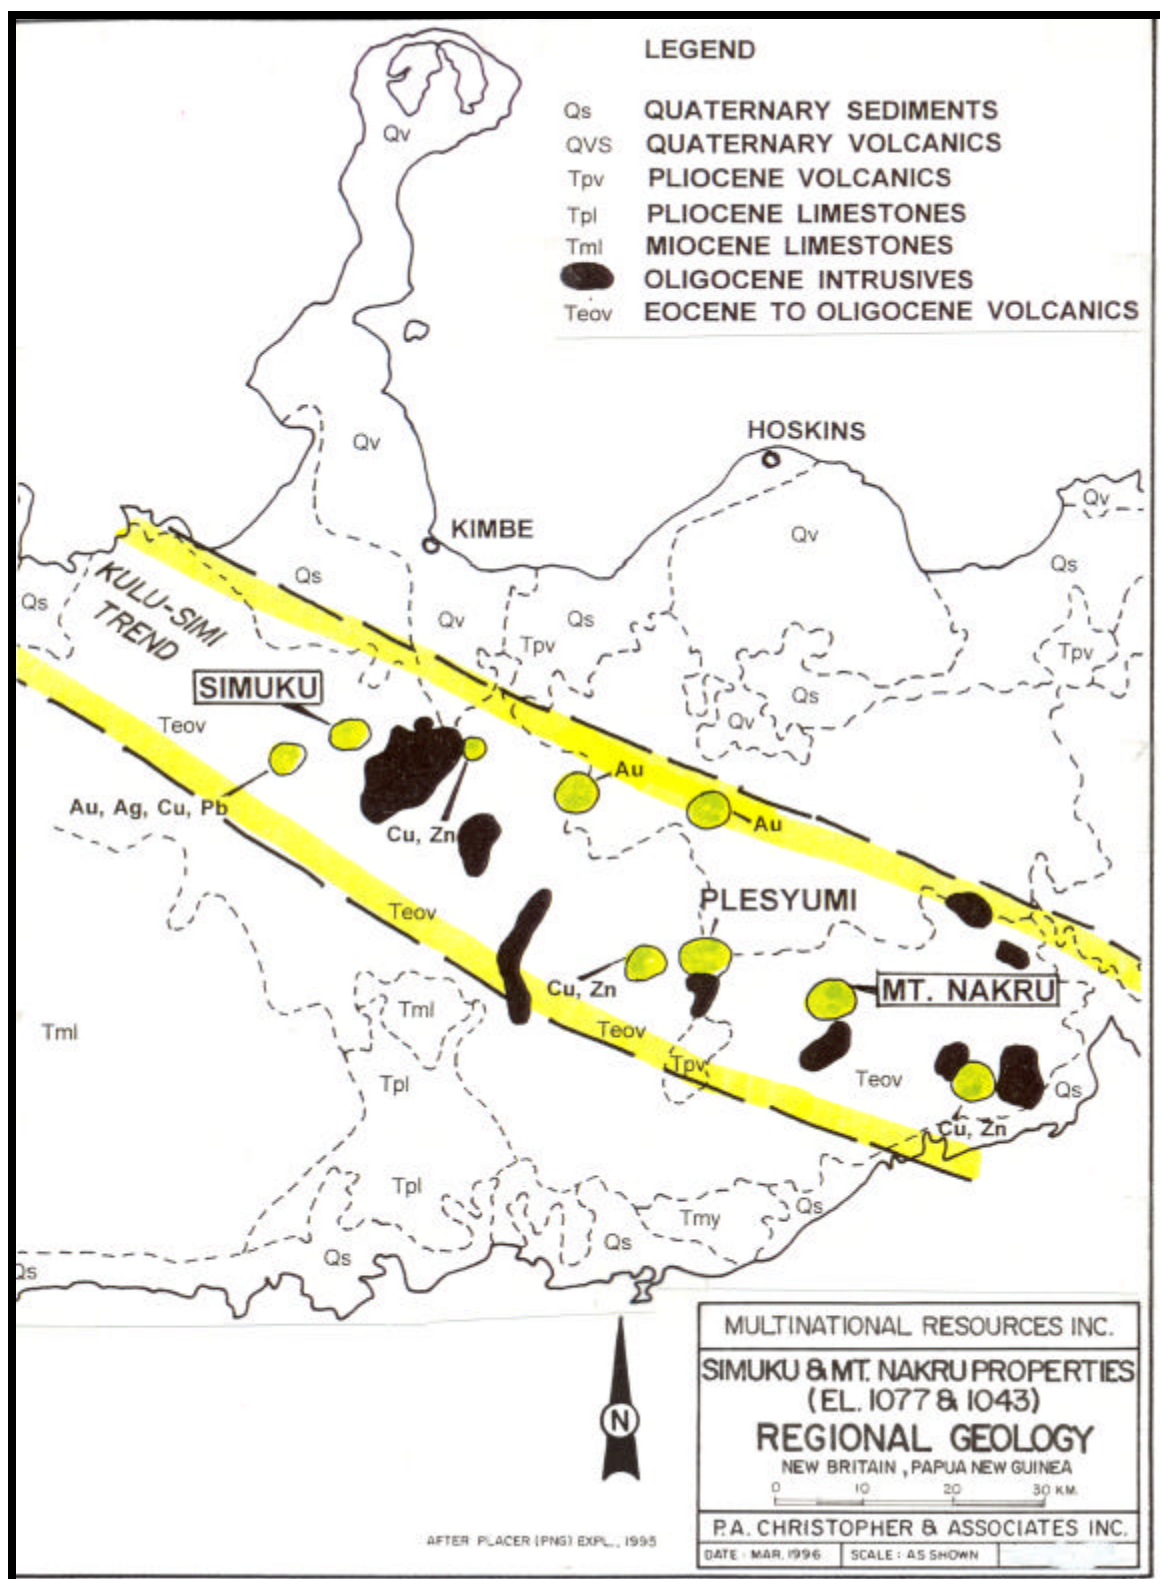 LEGEND
Qs QUATERNARY SEDIMENTS
QVS QUATERNARY VOLCANICS
Tpv PLIOCENE VOLCANICS
Tpl PLIOCENE LIMESTONES
Tml MIOCENE LIMESTONES
OLIGOCENE INTRUSIVES
Teov EOCENE TO OLIGOCENE VOLCANICS
Qv
Qv
HOSKINS
Qv
KIMBE
Qv
Qs
Qs
KULU-SIMI
TREND
Qs
Qv
Qs
Tpv
Tpv
SIMUKU
Qs
Teov
Qv
Au
Au, Ag, Cu, Pb
Cu, Zn
Au
PLESYUMI
Teov
Cu, Zn
MT. NAKRU
Tml
Tml
Teov
Tpv
Teov
Tpl
Qs
Cu, Zn
Tpl
Tmy
Qs
Qs
Qs
Qs
N
MULTINATIONAL RESOURCES INC.
SIMUKU & MT. NAKRU PROPERTIES
(EL. 1077 & 1043)
REGIONAL GEOLOGY
NEW BRITAIN, PAPUA NEW GUINEA
0 10 20 30 KM.
P.A. CHRISTOPHER & ASSOCIATES INC.
DATE : MAR. 1996 SCALE : AS SHOWN
AFTER PLACER (PNG) EXPL., 1995